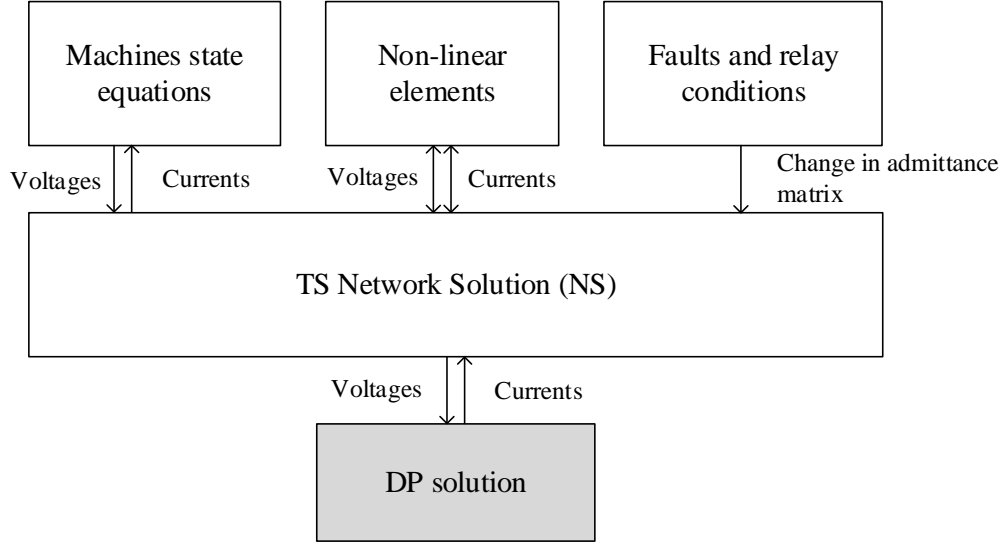 Machines state
equations
Non-linear
elements
Faults and relay
conditions
Voltages
Currents
Voltages
Currents
Change in admittance
matrix
TS Network Solution (NS)
Voltages
Currents
DP solution